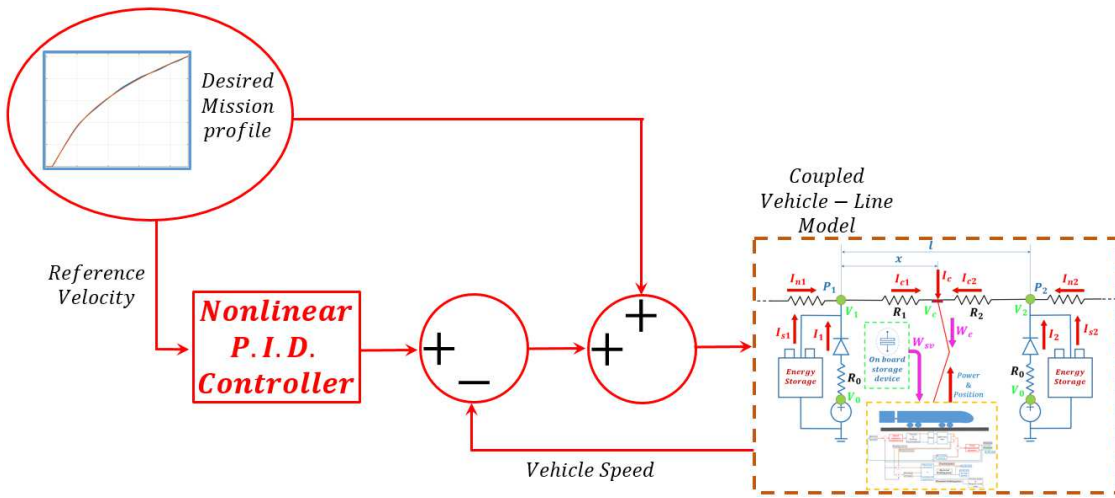 Desired
Mission
profile
Reference
Velocity
Nonlinear
P.I.D.
Controller
+
−
+
+
Vehicle Speed
Coupled
Vehicle − Line
Model
l
x
I_n1
P_1
I_c1
I_c
I_c2
P_2
I_n2
V_1
R_1
V_c
R_2
V_2
I_s1
I_1
W_sv
W_c
I_2
I_s2
On board
storage
device
Energy
Storage
R_0
V_0
Power
&
Position
R_0
V_0
Energy
Storage